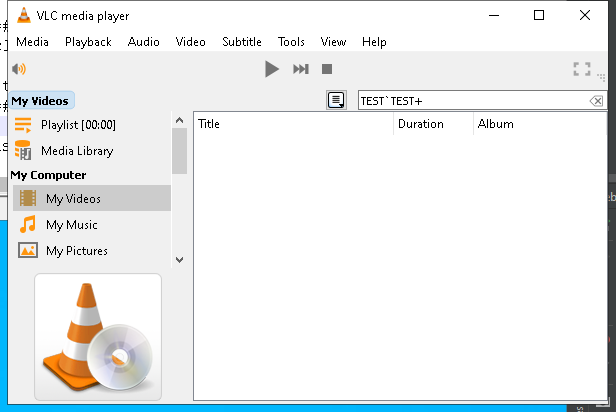 VLC media player
Media Playback Audio Video Subtitle Tools View Help
My Videos
TEST`TEST+
Playlist [00:00]
Title Duration Album
Media Library
My Computer
My Videos
My Music
My Pictures